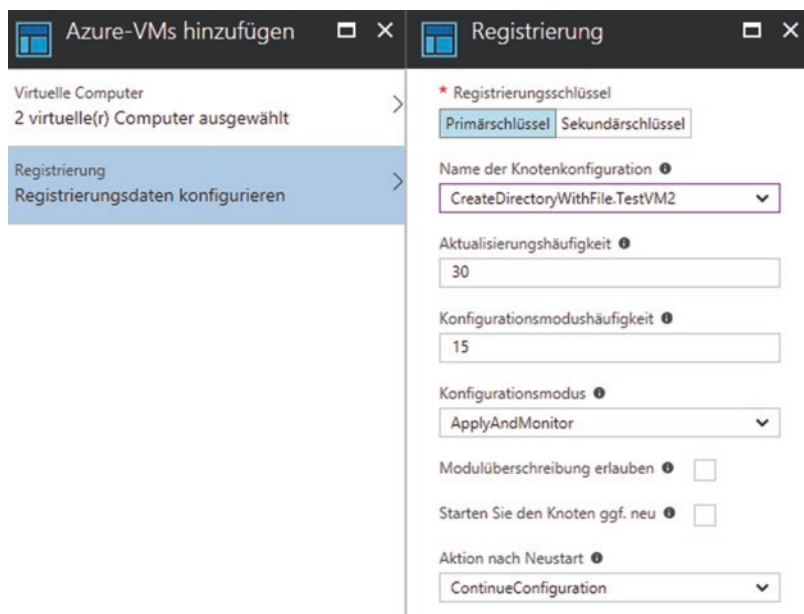 Azure-VMs hinzufügen
Virtuelle Computer
2 virtuelle(r) Computer ausgewählt
Registrierung
Registrierungsdaten konfigurieren
Registrierung
* Registrierungsschlüssel
Primärschlüssel Sekundärschlüssel
Name der Knotenkonfiguration
CreateDirectoryWithFile.TestVM2
Aktualisierungshäufigkeit
30
Konfigurationsmodushäufigkeit
15
Konfigurationsmodus
ApplyAndMonitor
Modulüberschreibung erlauben
Starten Sie den Knoten ggf. neu
Aktion nach Neustart
ContinueConfiguration